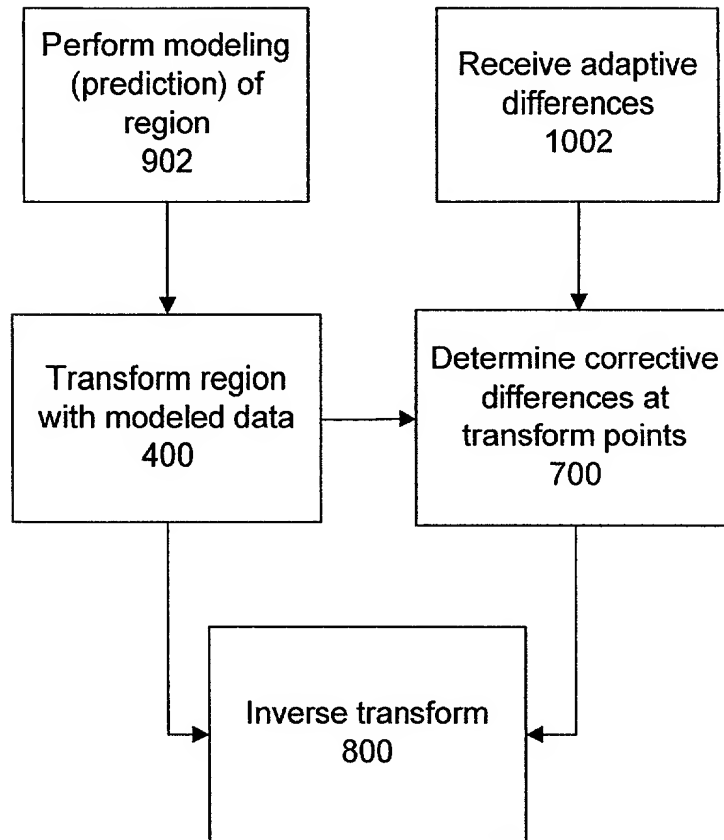 Perform modeling
(prediction) of
region
902
Receive adaptive
differences
1002
Transform region
with modeled data
400
Determine corrective
differences at
transform points
700
Inverse transform
800